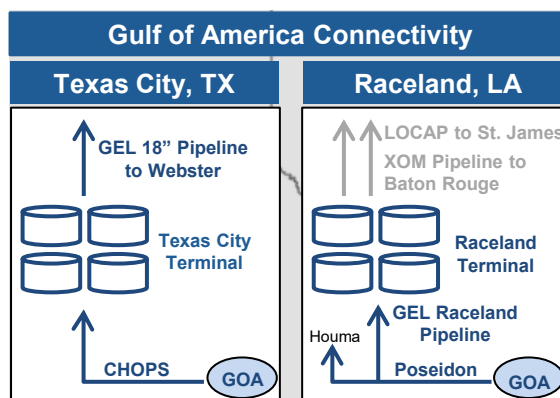 Gulf of America Connectivity
Texas City, TX
GEL 18” Pipeline
to Webster
Texas City
Terminal
CHOPS
GOA
Raceland, LA
LOCAP to St. James
XOM Pipeline to
Baton Rouge
Raceland
Terminal
GEL Raceland
Pipeline
Houma
Poseidon
GOA